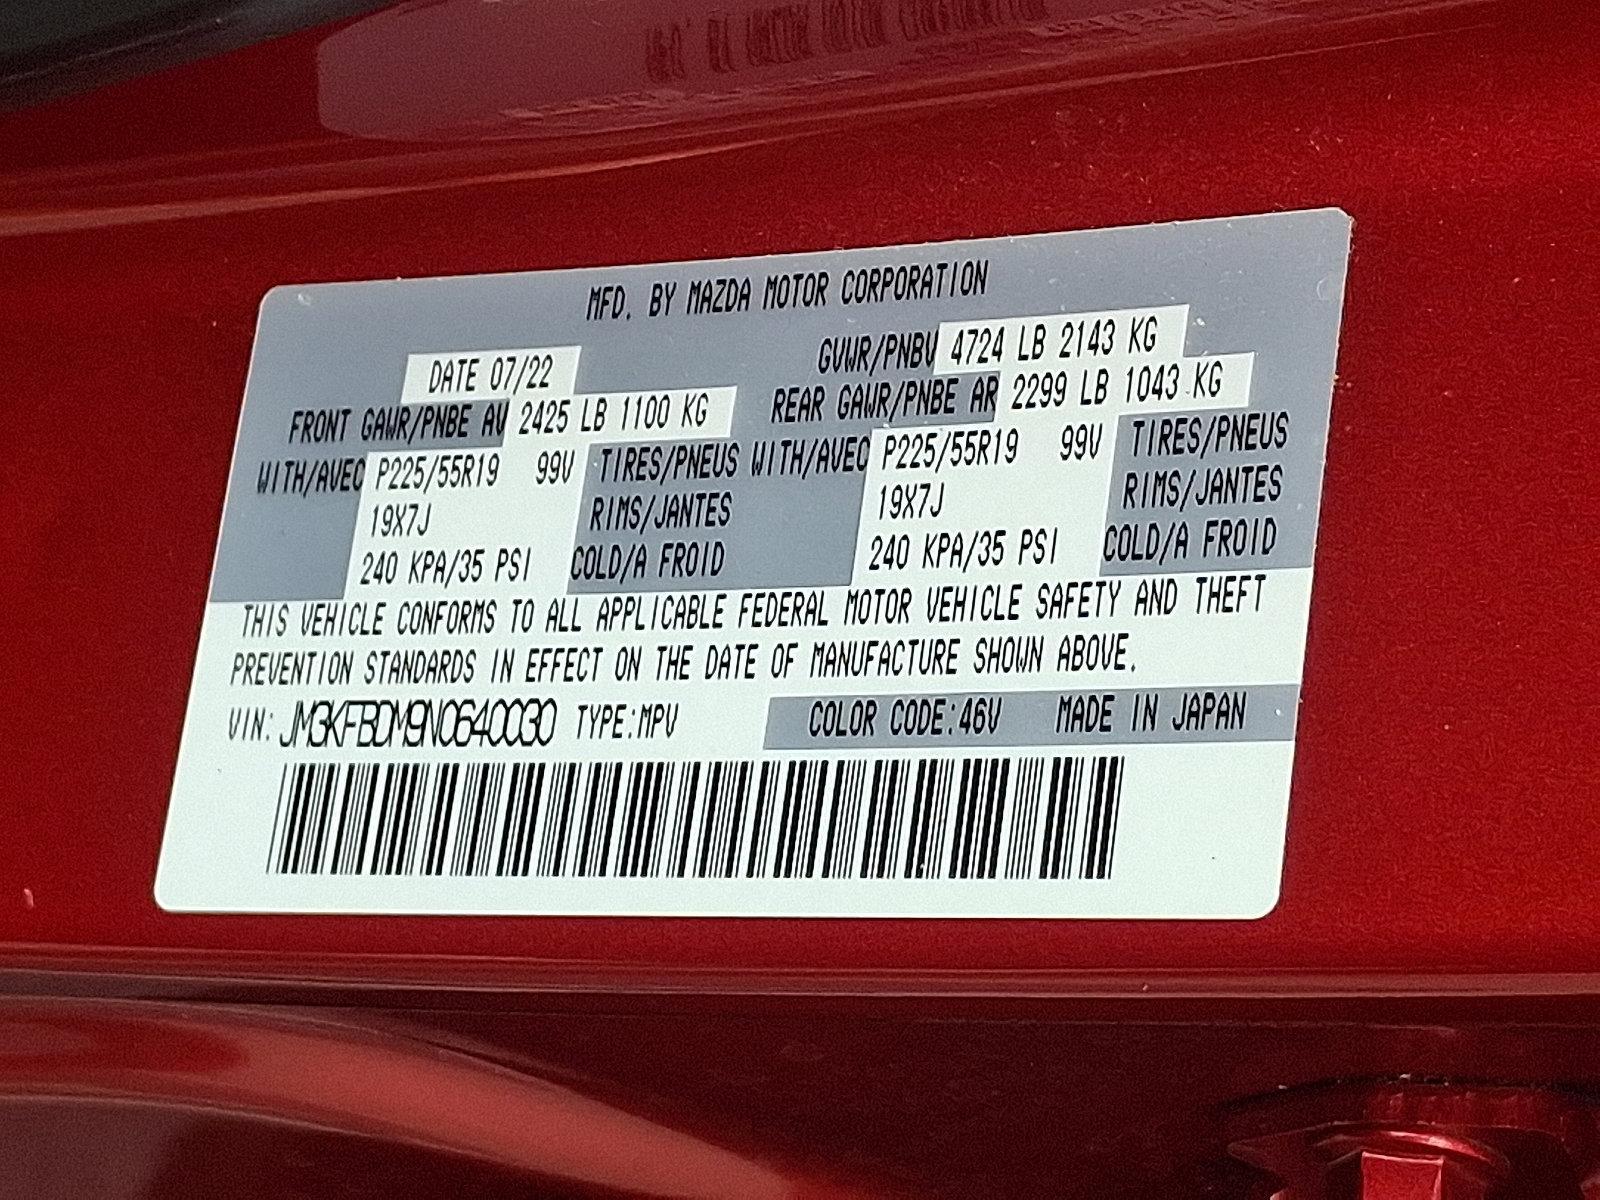 MFD. BY MAZDA MOTOR CORPORATION
DATE 07/22 GVWR/PNBV 4724 LB 2143 KG
FRONT GAWR/PNBE AV 2425 LB 1100 KG REAR GAWR/PNBE AR 2299 LB 1043 KG
WITH/AVEC P225/55R19 99V TIRES/PNEUS WITH/AVEC P225/55R19 99V TIRES/PNEUS
19X7J RIMS/JANTES 19X7J RIMS/JANTES
240 KPA/35 PSI COLD/A FROID 240 KPA/35 PSI COLD/A FROID
THIS VEHICLE CONFORMS TO ALL APPLICABLE FEDERAL MOTOR VEHICLE SAFETY AND THEFT
PREVENTION STANDARDS IN EFFECT ON THE DATE OF MANUFACTURE SHOWN ABOVE.
VIN: JM3KFBDM9N0640030 TYPE:MPV COLOR CODE:46V MADE IN JAPAN